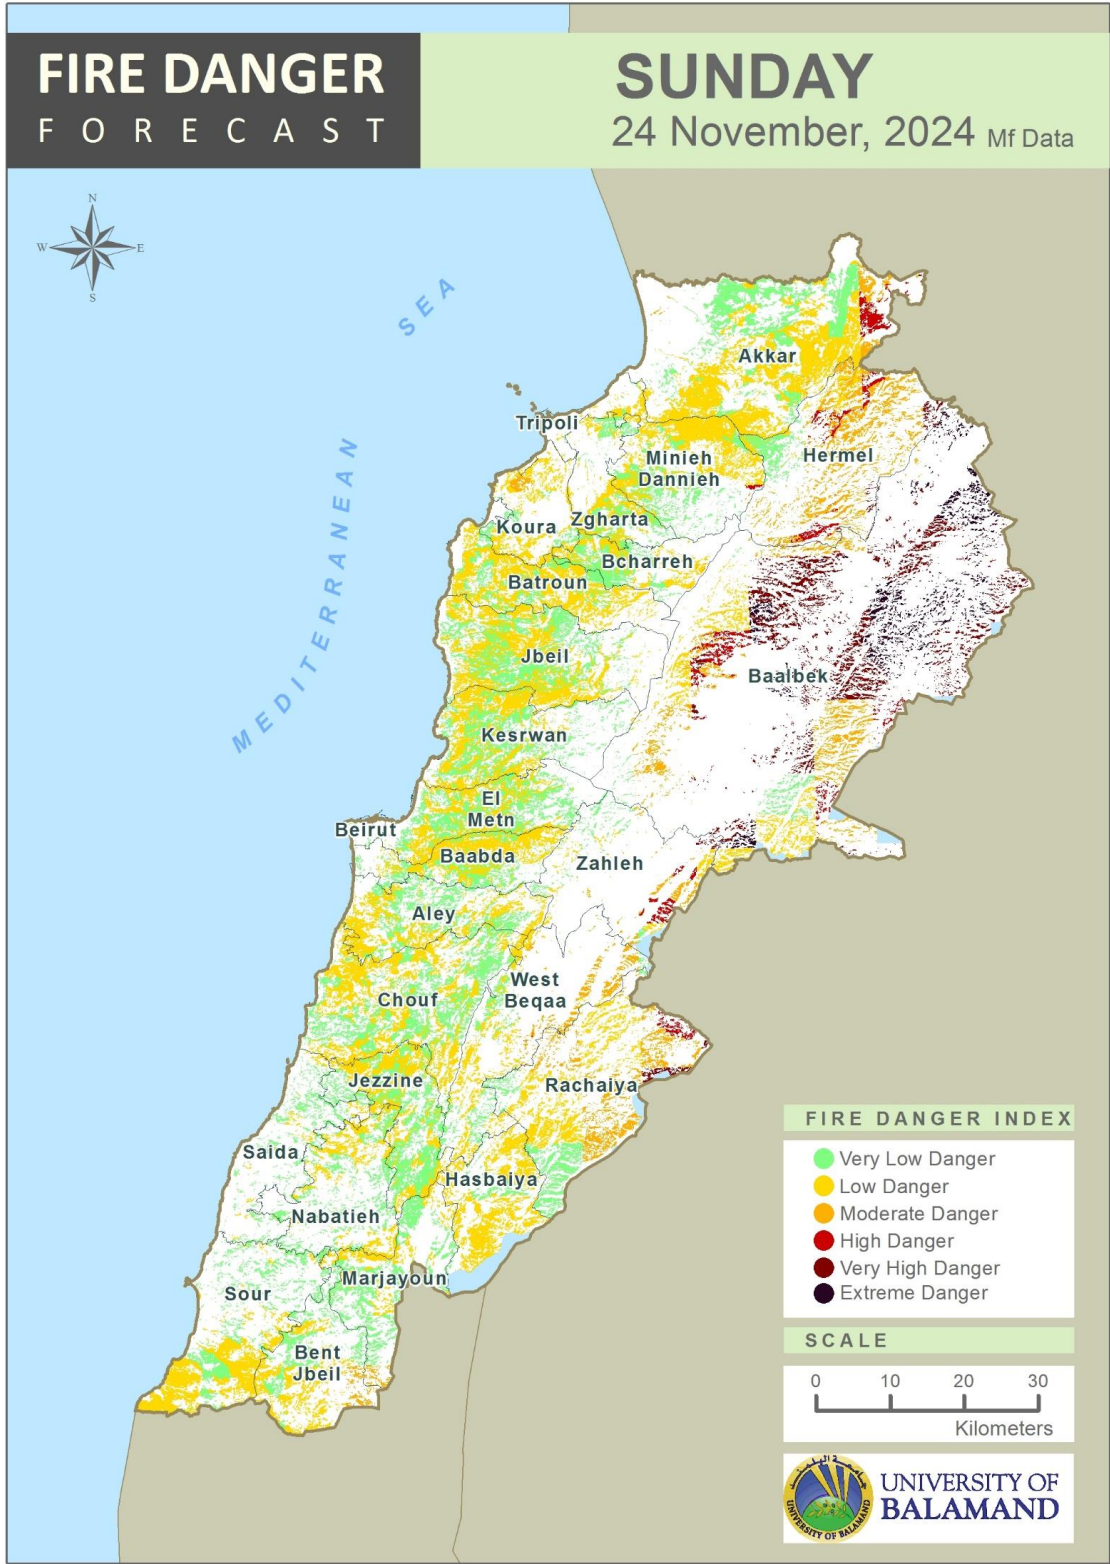 FIRE DANGER
FORECAST
SUNDAY
24 November, 2024 Mf Data
N
W
E
S
MEDITERRANEAN SEA
Akkar
Tripoli
Minieh
Dannieh
Hermel
Koura
Zgharta
Bcharreh
Batroun
Jbeil
Baalbek
Kesrwan
El
Metn
Beirut
Baabda
Zahleh
Aley
West
Beqaa
Chouf
Jezzine
Rachaiya
Saida
Hasbaiya
Nabatieh
Marjayoun
Sour
Bent
Jbeil
FIRE DANGER INDEX
Very Low Danger
Low Danger
Moderate Danger
High Danger
Very High Danger
Extreme Danger
SCALE
0 10 20 30
Kilometers
UNIVERSITY OF BALAMAND
UNIVERSITY OF
BALAMAND